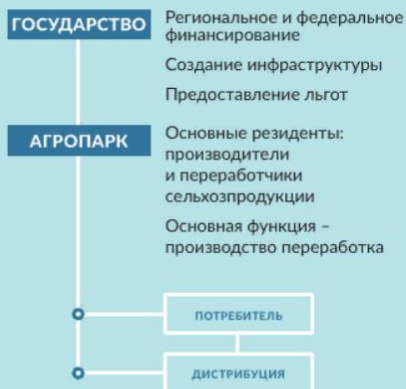 ГОСУДАРСТВО
Региональное и федеральное
финансирование
Создание инфраструктуры
Предоставление льгот
АГРОПАРК
Основные резиденты:
производители
и переработчики
сельхозпродукции
Основная функция –
производство переработка
ПОТРЕБИТЕЛЬ
ДИСТРИБУЦИЯ